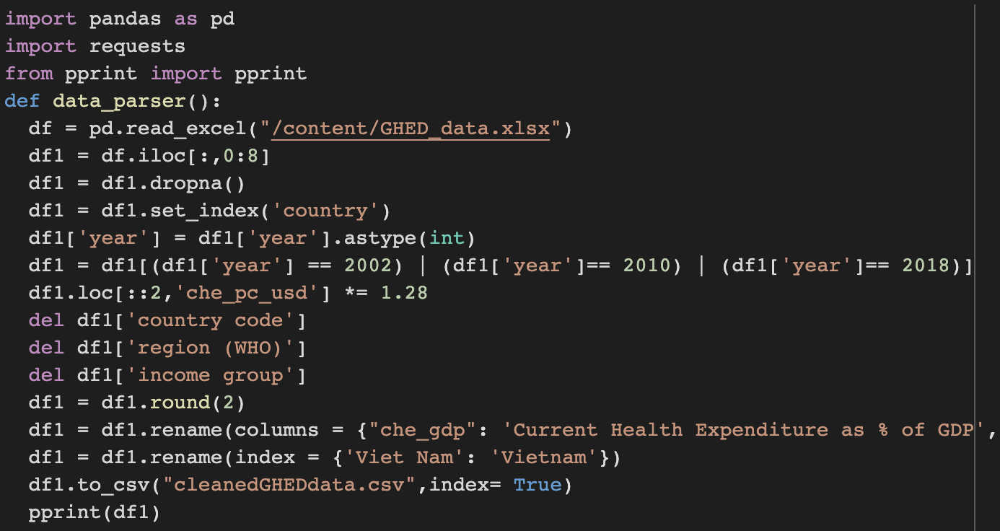 import pandas as pd
import requests
from pprint import pprint
def data_parser():
  df = pd.read_excel("/content/GHED_data.xlsx")
  df1 = df.iloc[:,0:8]
  df1 = df1.dropna()
  df1 = df1.set_index('country')
  df1['year'] = df1['year'].astype(int)
  df1 = df1[(df1['year'] == 2002) | (df1['year']== 2010) | (df1['year']== 2018)]
  df1.loc[::2,'che_pc_usd'] *= 1.28
  del df1['country code']
  del df1['region (WHO)']
  del df1['income group']
  df1 = df1.round(2)
  df1 = df1.rename(columns = {"che_gdp": 'Current Health Expenditure as % of GDP',
  df1 = df1.rename(index = {'Viet Nam': 'Vietnam'})
  df1.to_csv("cleanedGHEDdata.csv",index= True)
  pprint(df1)